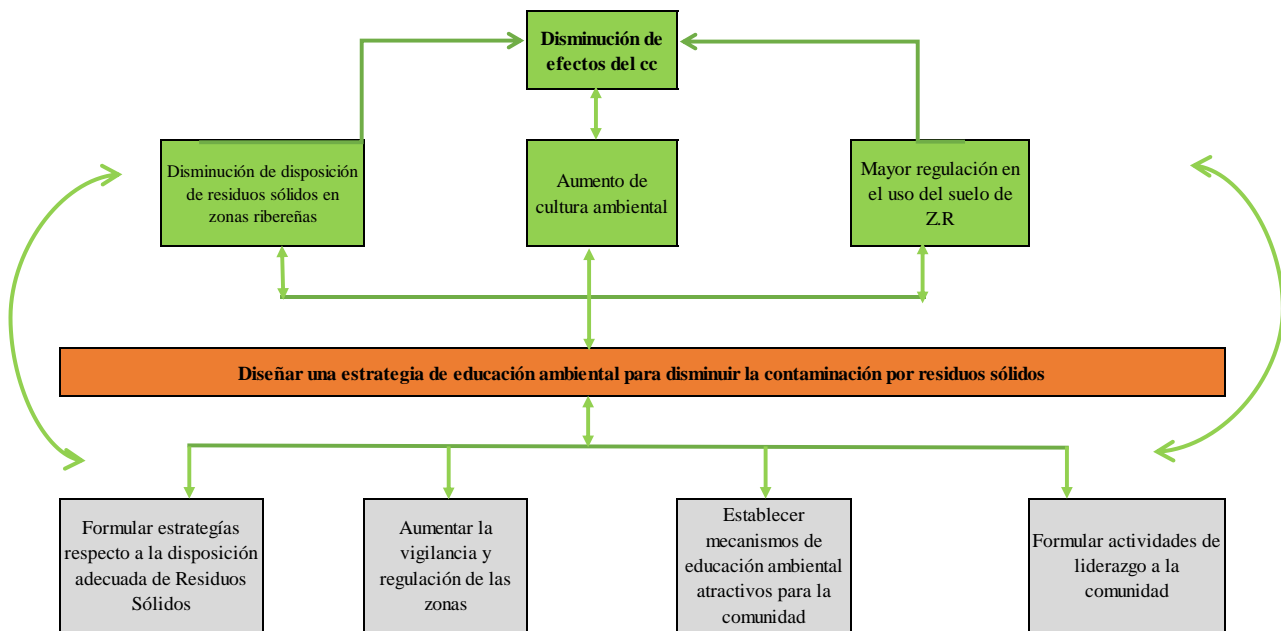 Disminución de
efectos del cc
Disminución de disposición
de residuos sólidos en
zonas ribereñas
Aumento de
cultura ambiental
Mayor regulación en
el uso del suelo de
Z.R
Diseñar una estrategia de educación ambiental para disminuir la contaminación por residuos sólidos
Formular estrategías
respecto a la disposición
adecuada de Residuos
Sólidos
Aumentar la
vigilancia y
regulación de las
zonas
Establecer
mecanismos de
educación ambiental
atractivos para la
comunidad
Formular actividades de
liderazgo a la
comunidad